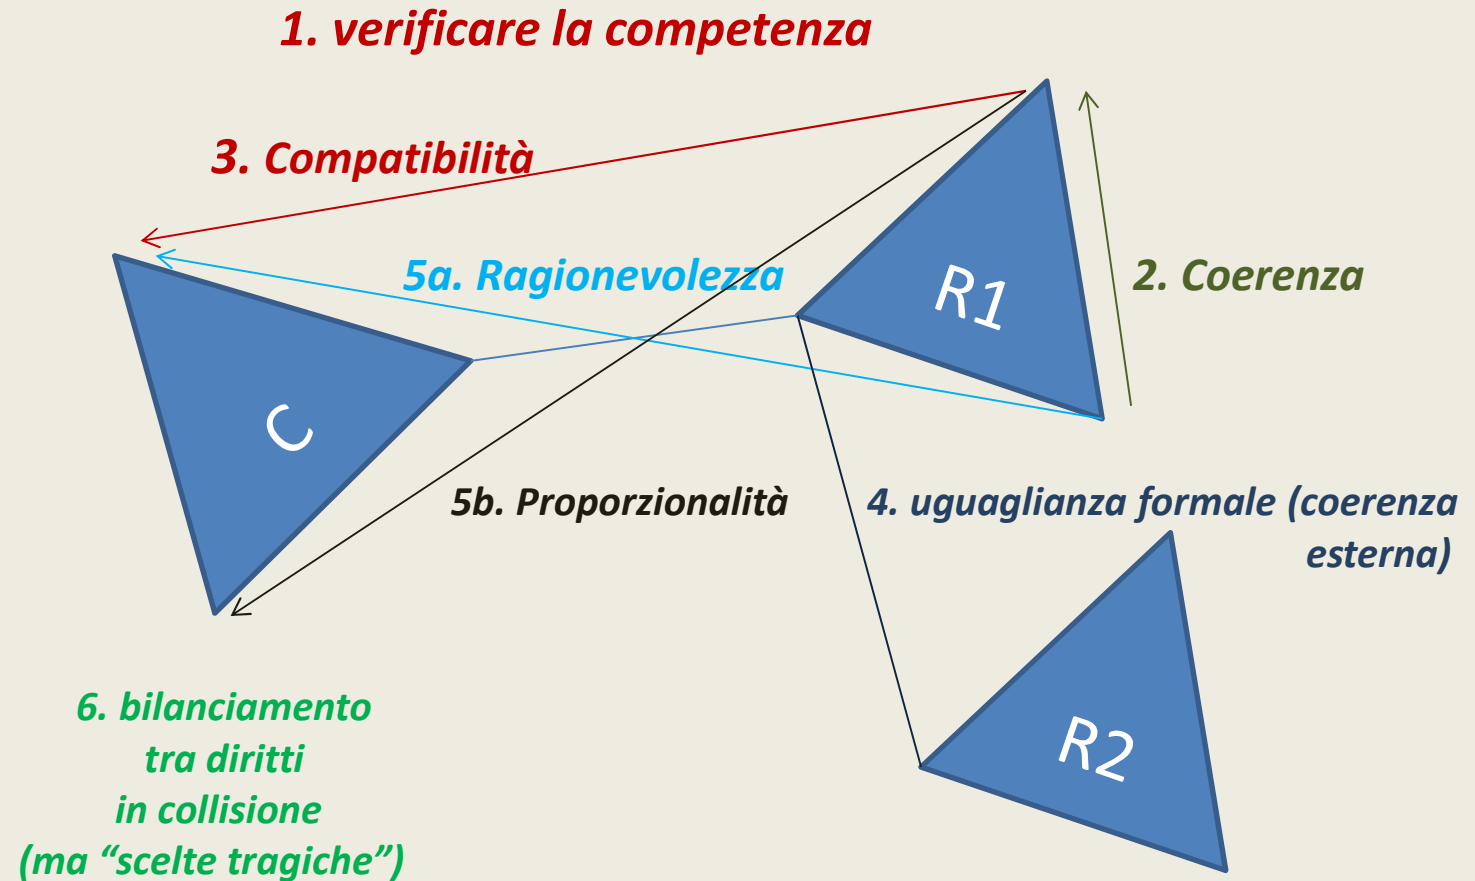 1. verificare la competenza
3. Compatibilità
5a. Ragionevolezza
R1
2. Coerenza
C
5b. Proporzionalità
4. uguaglianza formale (coerenza
esterna)
R2
6. bilanciamento
tra diritti
in collisione
(ma “scelte tragiche”)